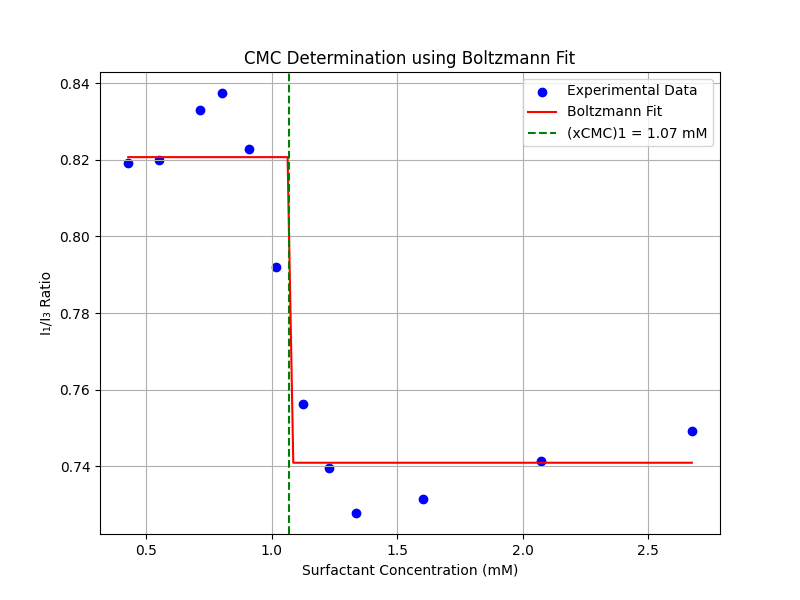 CMC Determination using Boltzmann Fit
Experimental Data
Boltzmann Fit
(xCMC)1 = 1.07 mM
0.84
0.82
0.80
0.78
0.76
0.74
I₁/I₃ Ratio
0.5 1.0 1.5 2.0 2.5
Surfactant Concentration (mM)